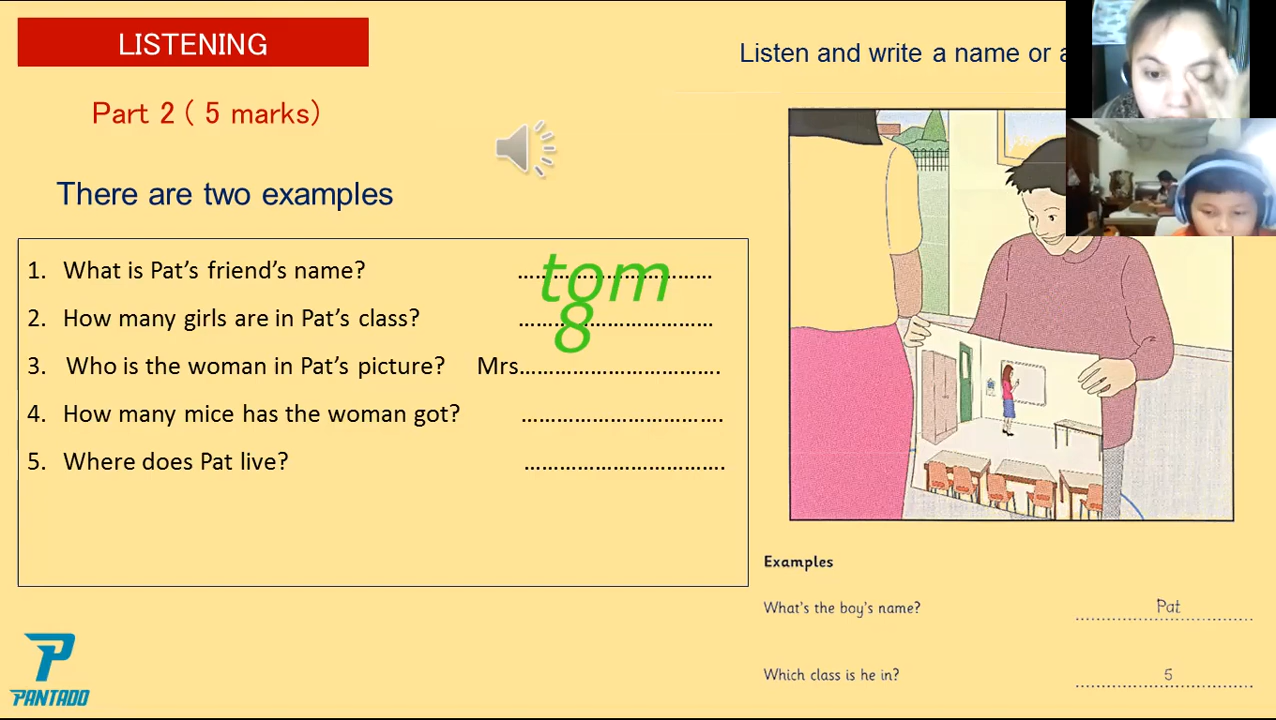 LISTENING
Listen and write a name or a
Part 2 ( 5 marks)
There are two examples
1. What is Pat's friend's name? ……………………………
tom
2. How many girls are in Pat's class? ……………………………
8
3. Who is the woman in Pat's picture? Mrs…………………………….
4. How many mice has the woman got? …………………………….
5. Where does Pat live? …………………………….
Examples
What's the boy's name? Pat
Which class is he in? 5
PANTADO